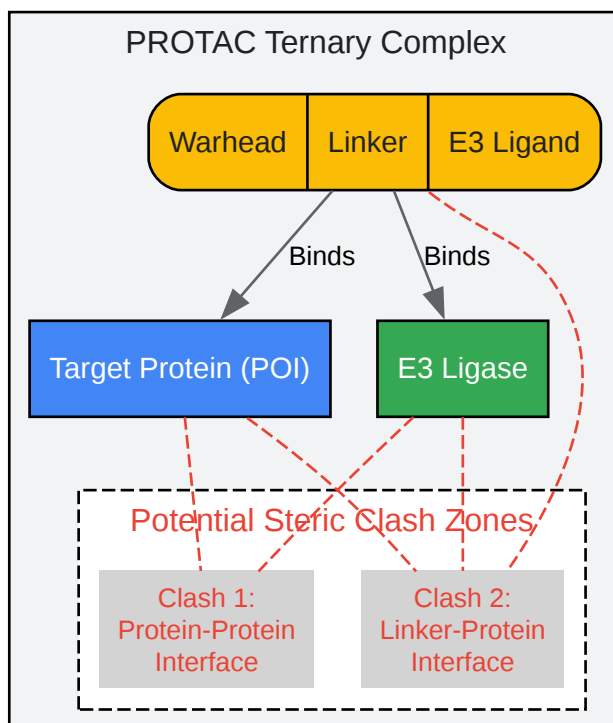 PROTAC Ternary Complex
Warhead Linker E3 Ligand
Binds Binds
Target Protein (POI) E3 Ligase
Potential Steric Clash Zones
Clash 1:
Protein-Protein
Interface
Clash 2:
Linker-Protein
Interface